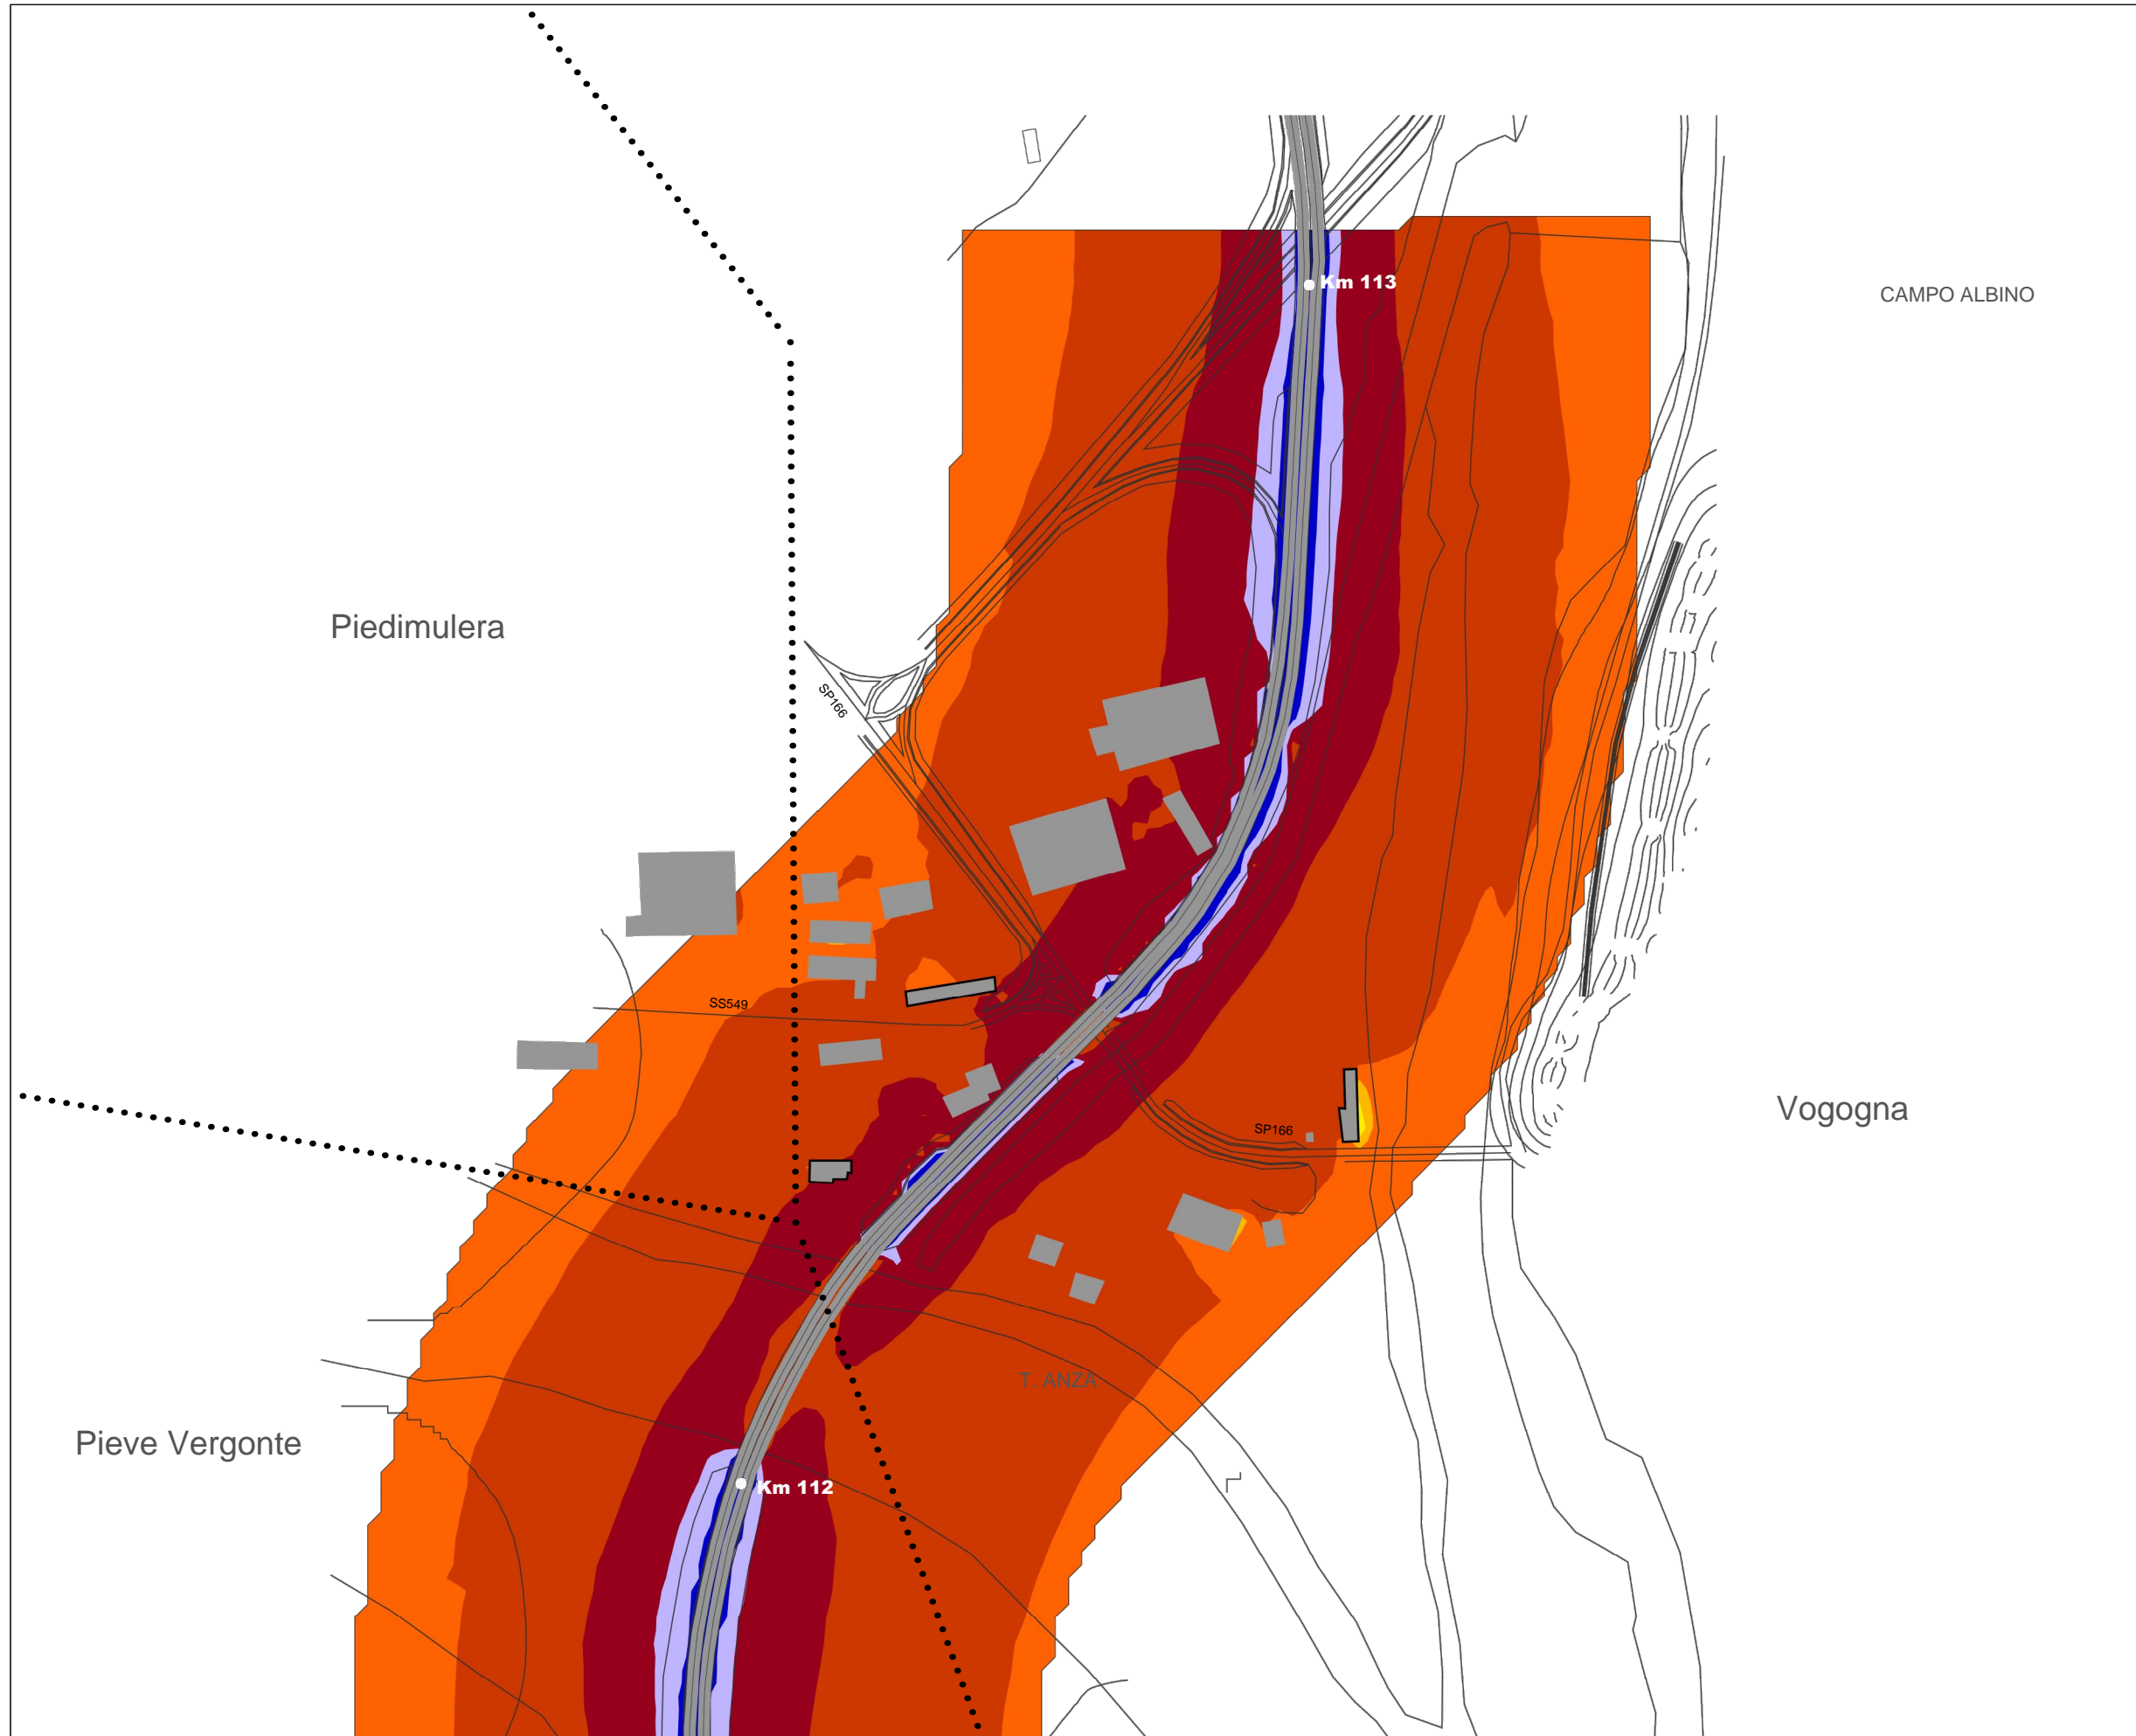 Km 113
CAMPO ALBINO
Piedimulera
SP166
SS549
Vogogna
SP166
T. ANZA
Pieve Vergonte
Km 112